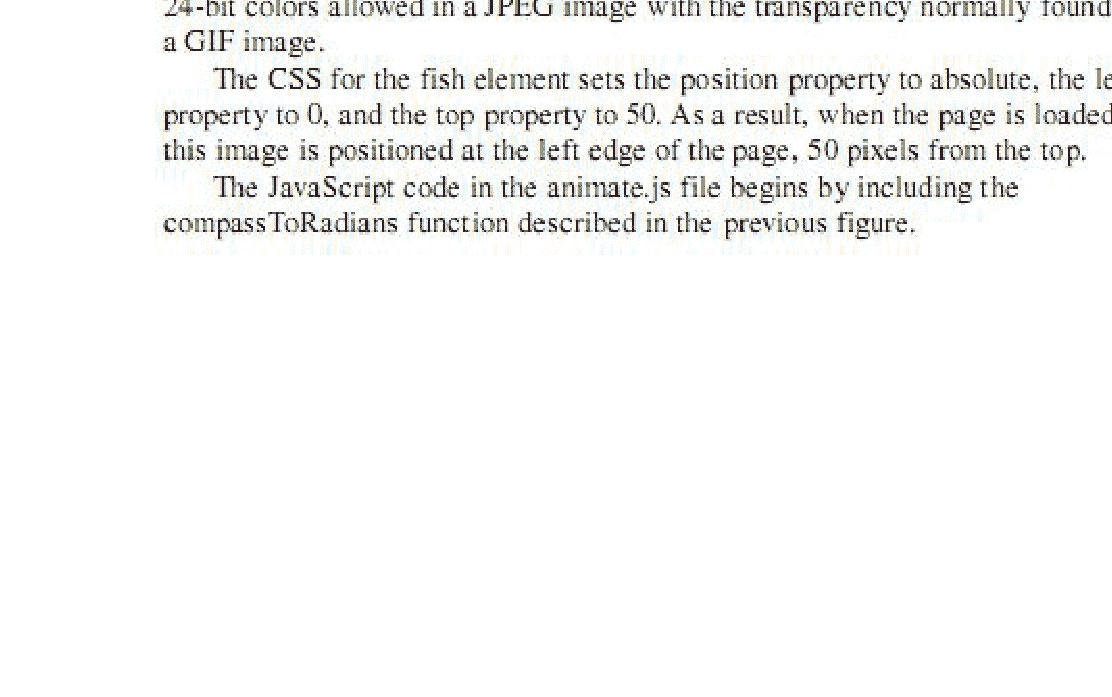 24-bit colors allowed in a JPEG image with the transparency normally found
a GIF image.
The CSS for the fish element sets the position property to absolute, the le
property to 0, and the top property to 50. As a result, when the page is loaded
this image is positioned at the left edge of the page, 50 pixels from the top.
The JavaScript code in the animate.js file begins by including the
compassToRadians function described in the previous figure.